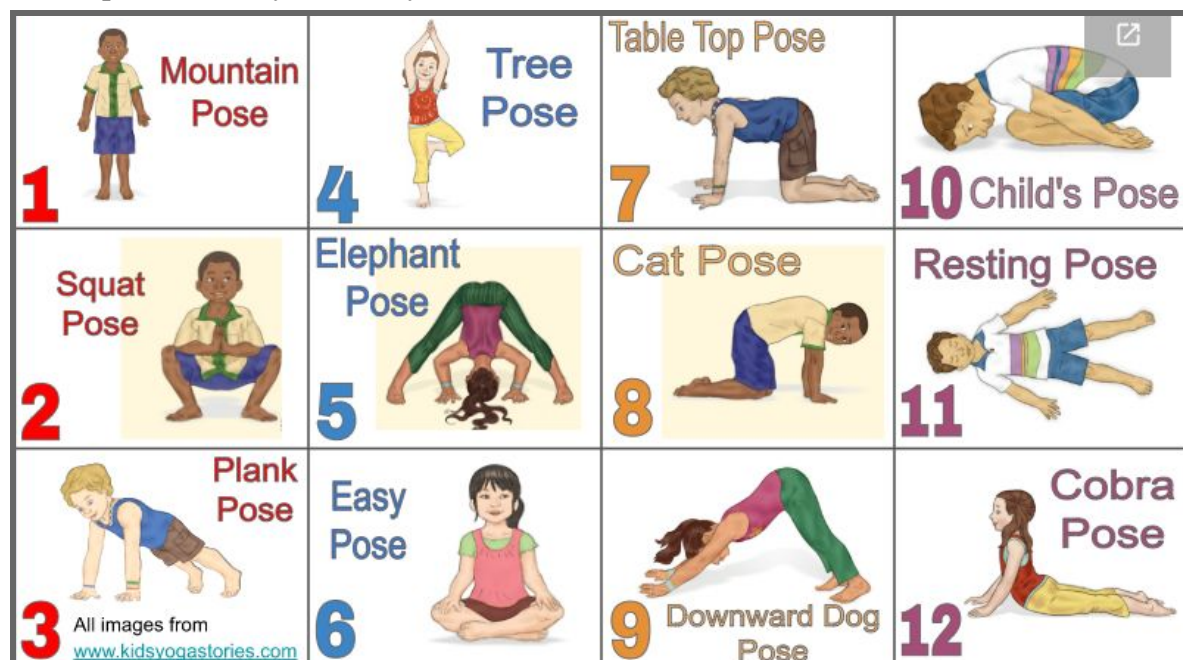 1
Mountain
Pose
2
Squat
Pose
3
Plank
Pose
All images from
www.kidsyogastories.com
4
Tree
Pose
5
Elephant
Pose
6
Easy
Pose
7
Table Top Pose
8
Cat Pose
9
Downward Dog
Pose
10
Child's Pose
11
Resting Pose
12
Cobra
Pose